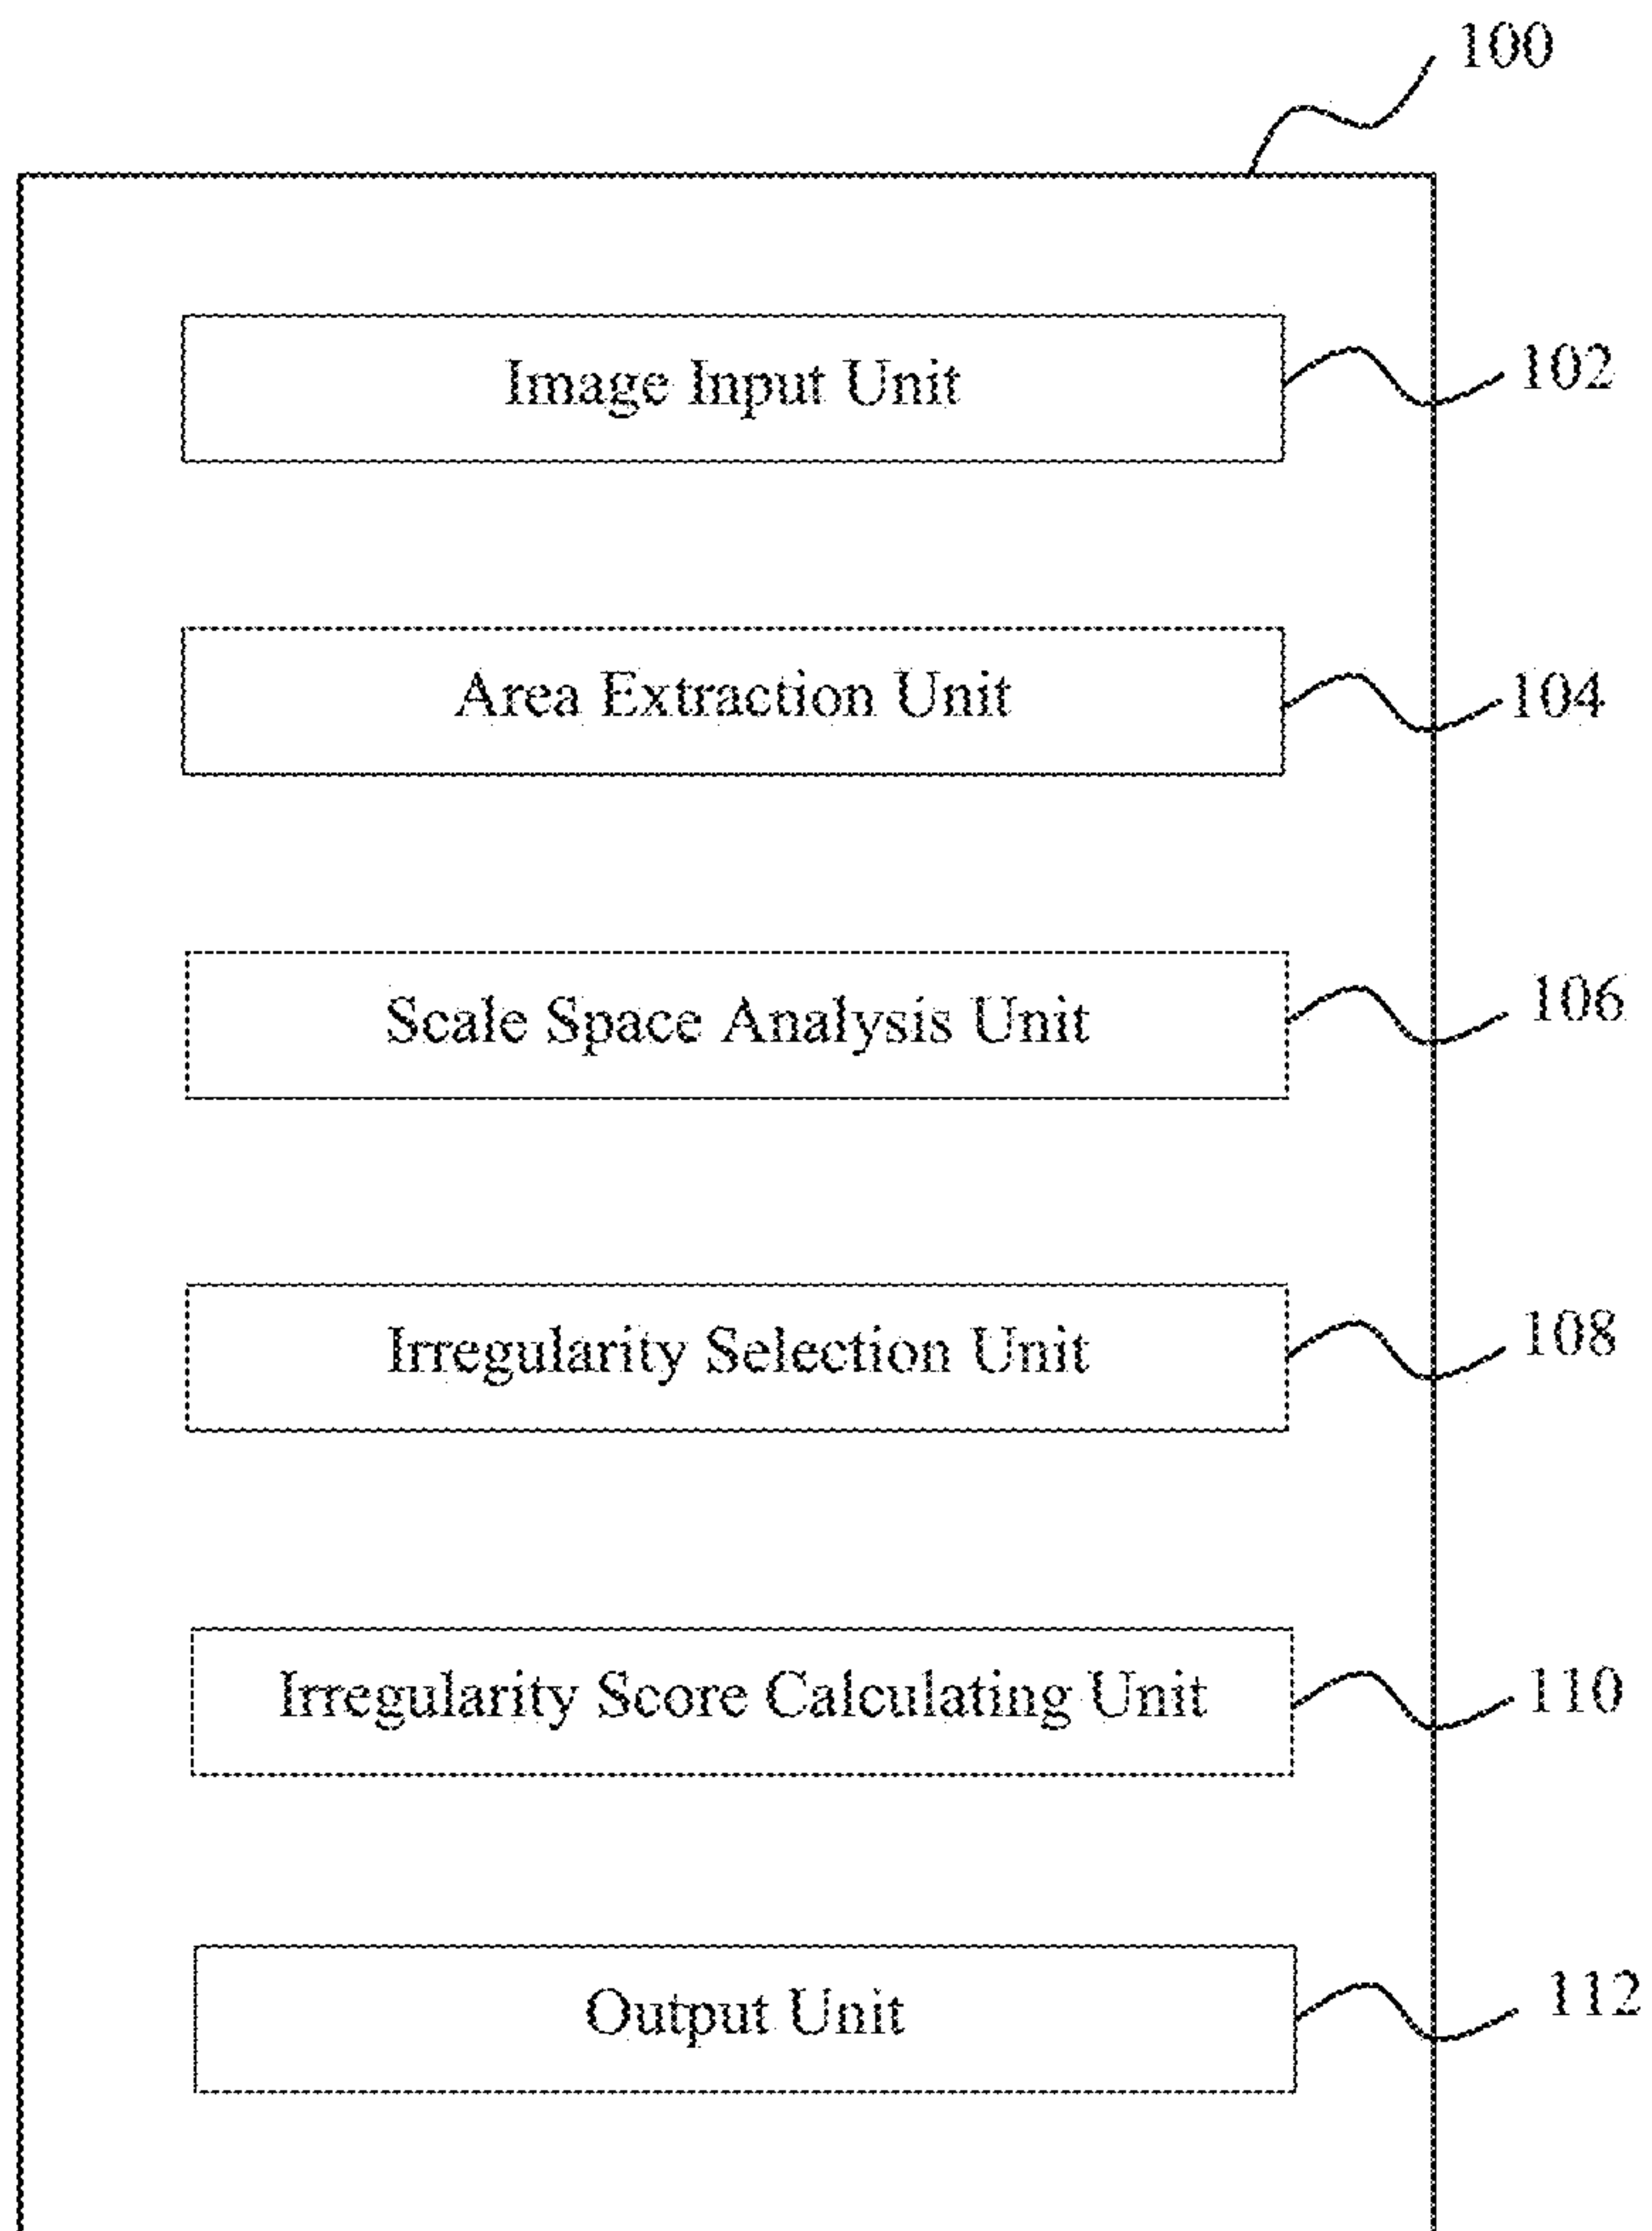 100
Image Input Unit
102
Area Extraction Unit
104
Scale Space Analysis Unit
106
Irregularity Selection Unit
108
Irregularity Score Calculating Unit
110
Output Unit
112